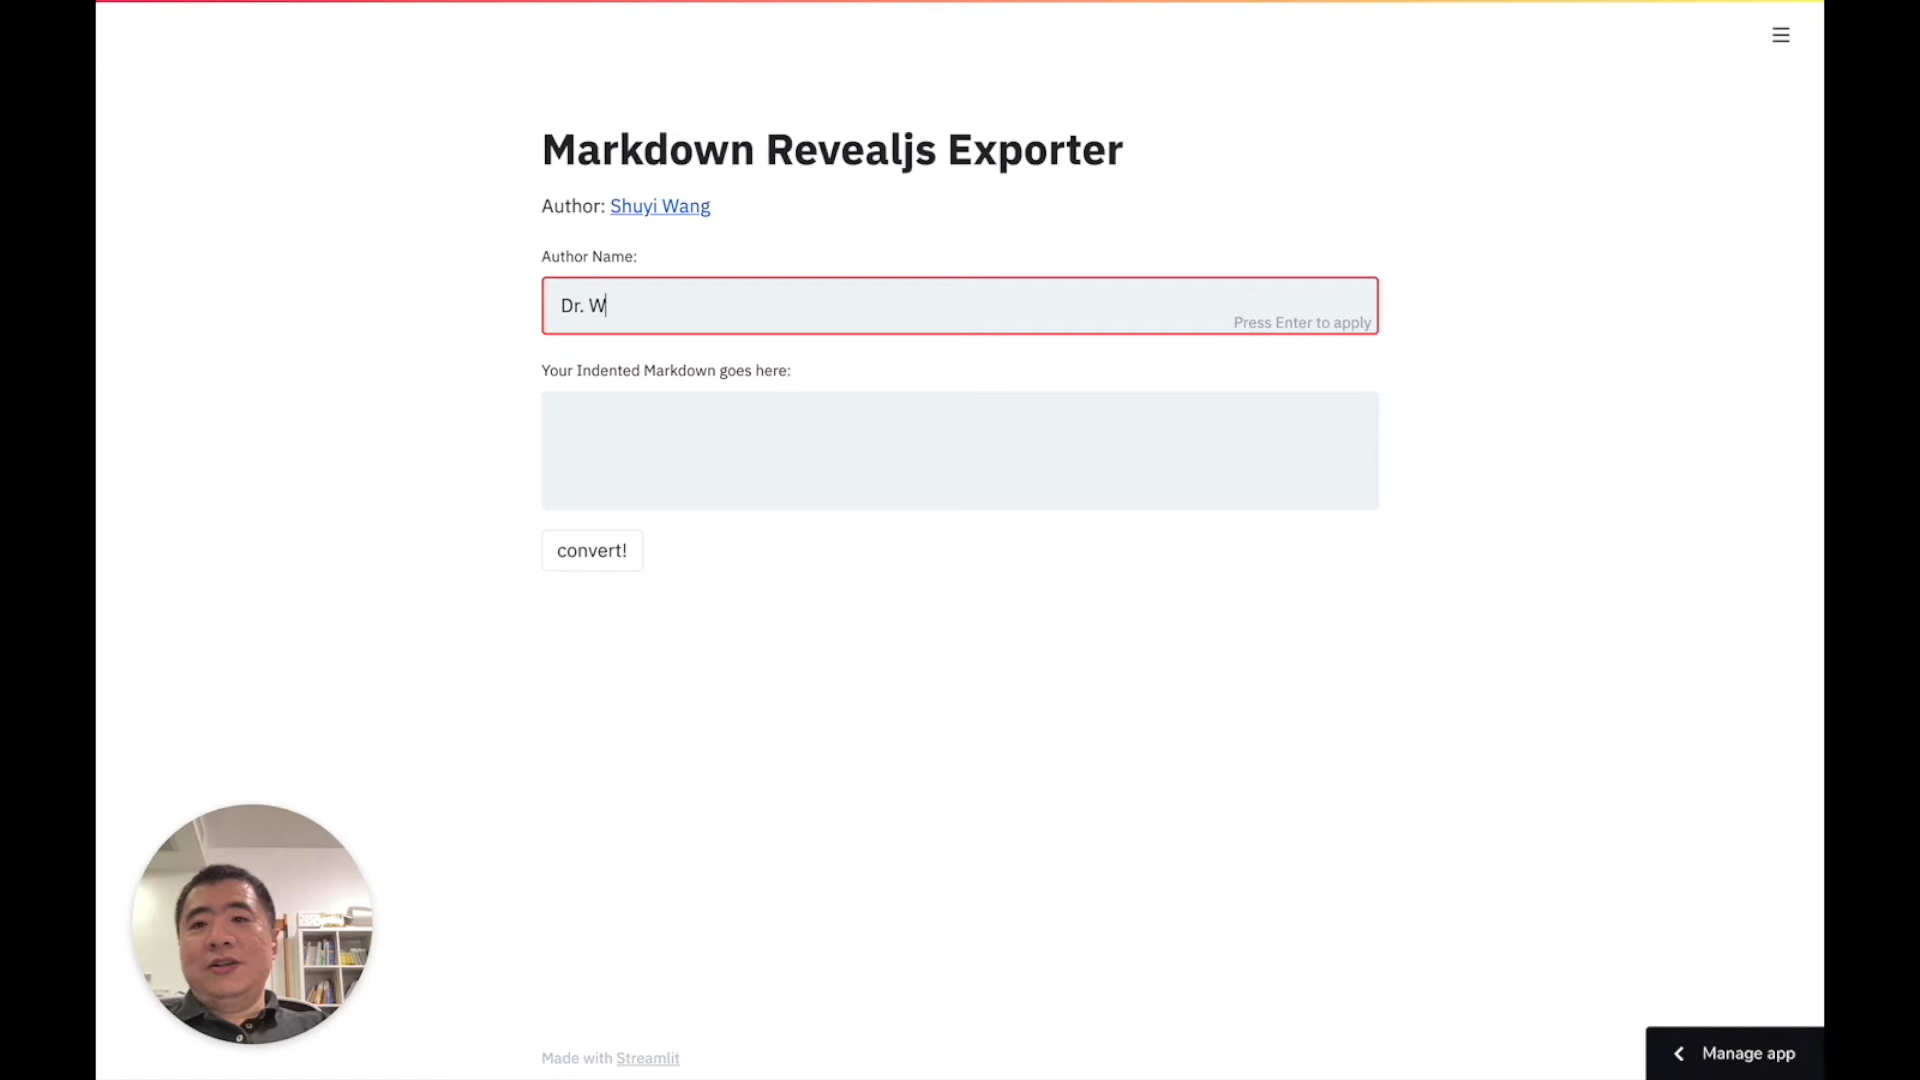 Markdown Revealjs Exporter
Author: Shuyi Wang
Author Name:
Dr. W
Press Enter to apply
Your Indented Markdown goes here:
convert!
Made with Streamlit
Manage app